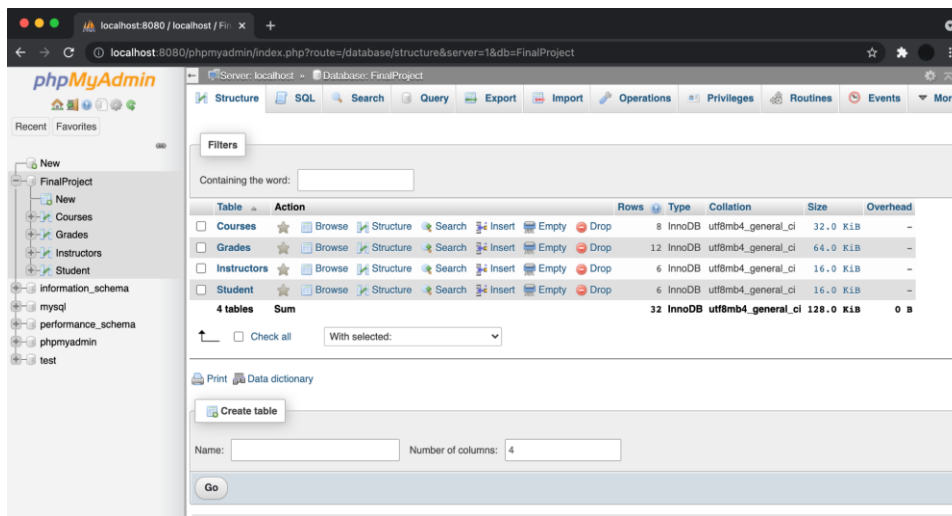 localhost:8080 / localhost / Fin
localhost:8080/phpmyadmin/index.php?route=/database/structure&server=1&db=FinalProject
phpMyAdmin
Recent Favorites
New
FinalProject
New
Courses
Grades
Instructors
Student
information_schema
mysql
performance_schema
phpmyadmin
test
Server: localhost » Database: FinalProject
Structure SQL Search Query Export Import Operations Privileges Routines Events Mor
Filters
Containing the word:
Table Action Rows Type Collation Size Overhead
Courses Browse Structure Search Insert Empty Drop 8 InnoDB utf8mb4_general_ci 32.0 KiB -
Grades Browse Structure Search Insert Empty Drop 12 InnoDB utf8mb4_general_ci 64.0 KiB -
Instructors Browse Structure Search Insert Empty Drop 6 InnoDB utf8mb4_general_ci 16.0 KiB -
Student Browse Structure Search Insert Empty Drop 6 InnoDB utf8mb4_general_ci 16.0 KiB -
4 tables Sum 32 InnoDB utf8mb4_general_ci 128.0 KiB 0 B
Check all With selected:
Print Data dictionary
Create table
Name: Number of columns: 4
Go